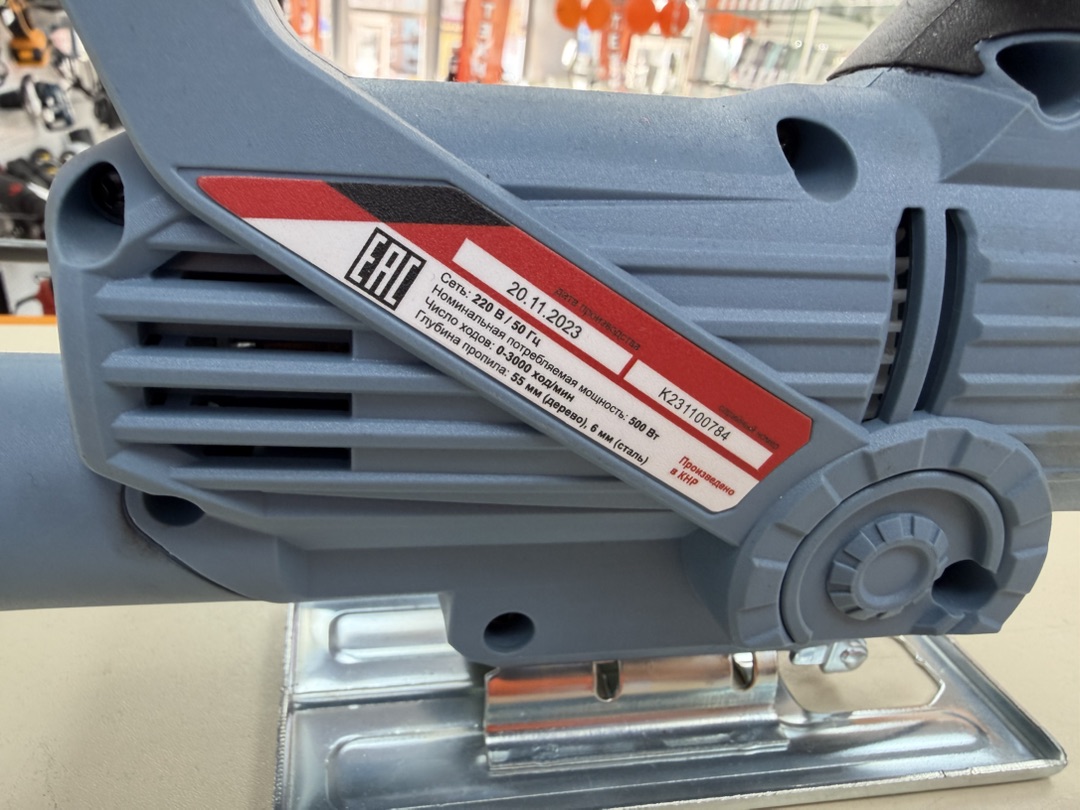 EAC
дата производства
20.11.2023
серийный номер
K231100784
Сеть: 220 В / 50 Гц
Номинальная потребляемая мощность: 500 Вт
Число ходов: 0-3000 ход/мин
Глубина пропила: 55 мм (дерево), 6 мм (сталь)
Произведено
в КНР